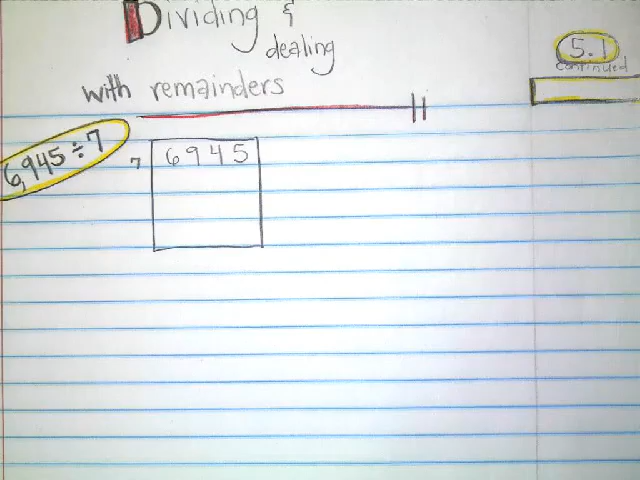 Dividing &
dealing
with remainders
5.1
continued
6,945 ÷ 7
7 6945